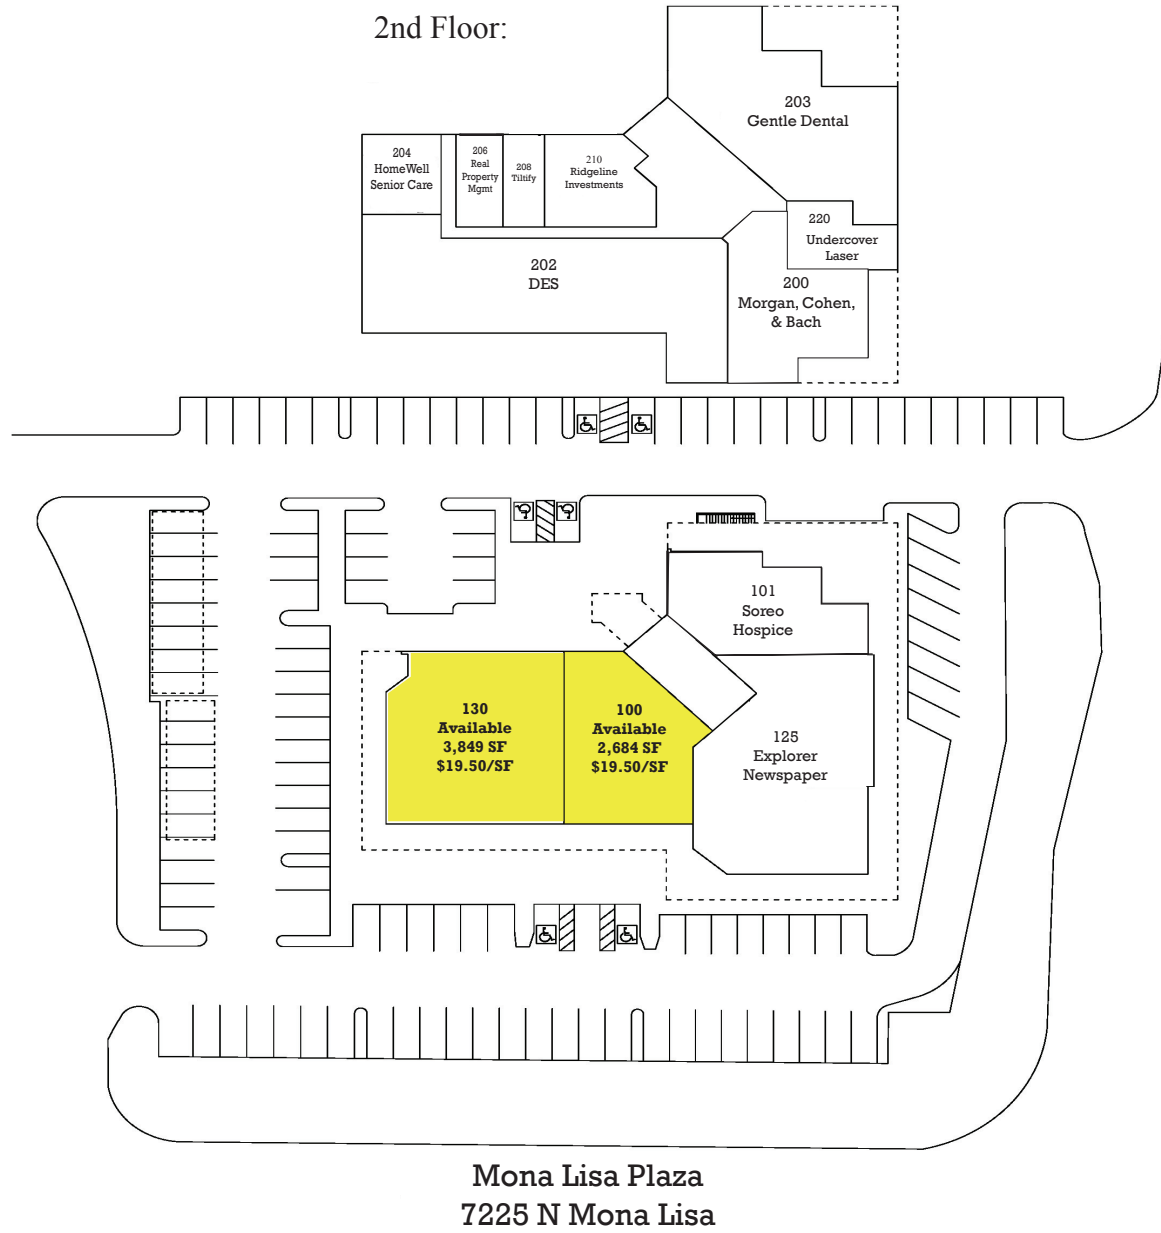 2nd Floor:
203
Gentle Dental
204
HomeWell
Senior Care
206
Real
Property
Mgmt
208
Tiltify
210
Ridgeline
Investments
220
Undercover
Laser
202
DES
200
Morgan, Cohen,
& Bach
101
Soreo
Hospice
130
Available
3,849 SF
$19.50/SF
100
Available
2,684 SF
$19.50/SF
125
Explorer
Newspaper
Mona Lisa Plaza
7225 N Mona Lisa